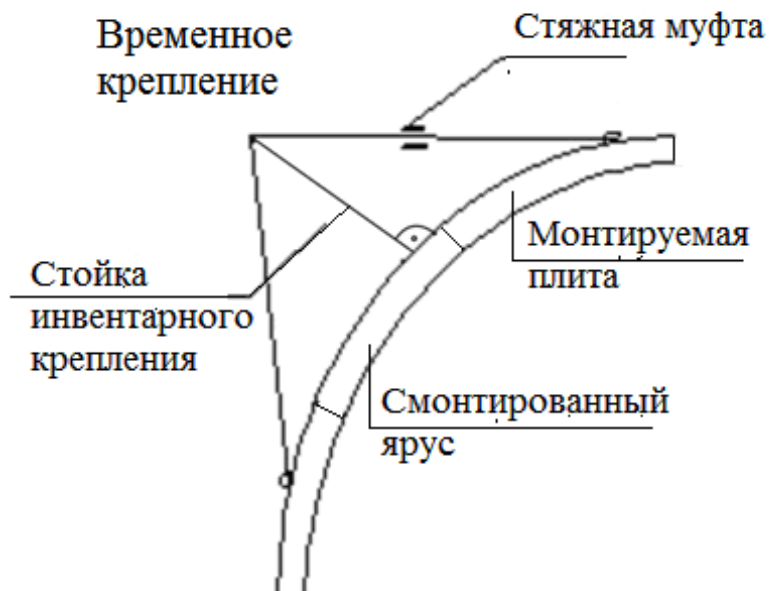 Временное
крепление
Стяжная муфта
Монтируемая
плита
Стойка
инвентарного
крепления
Смонтированный
ярус